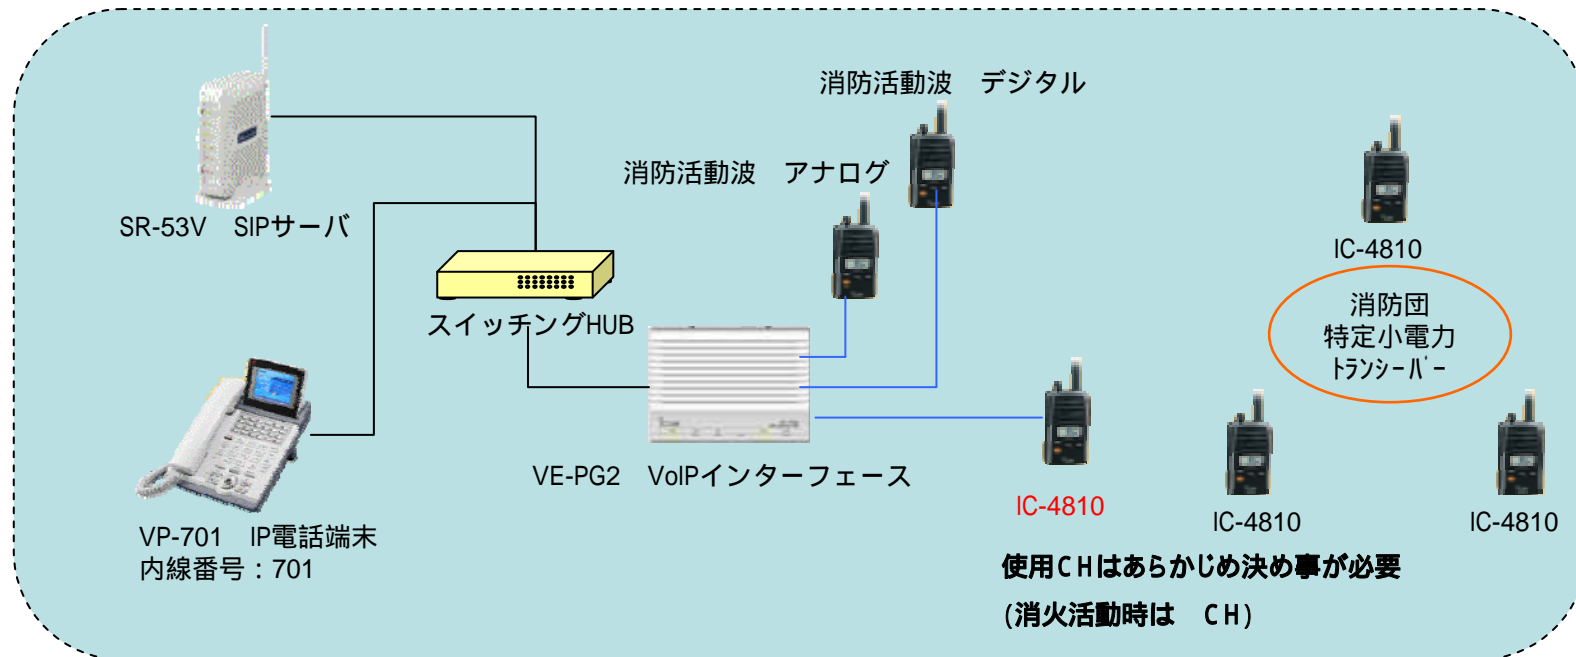 消防活動波　デジタル
消防活動波　アナログ
SR-53V　SIPサーバ
IC-4810
消防団
特定小電力
ﾄﾗﾝｼｰﾊﾞｰ
スイッチングHUB
VE-PG2　VoIPインターフェース
IC-4810
IC-4810
IC-4810
VP-701　IP電話端末
内線番号：701
使用CHはあらかじめ決め事が必要
(消火活動時は　CH)